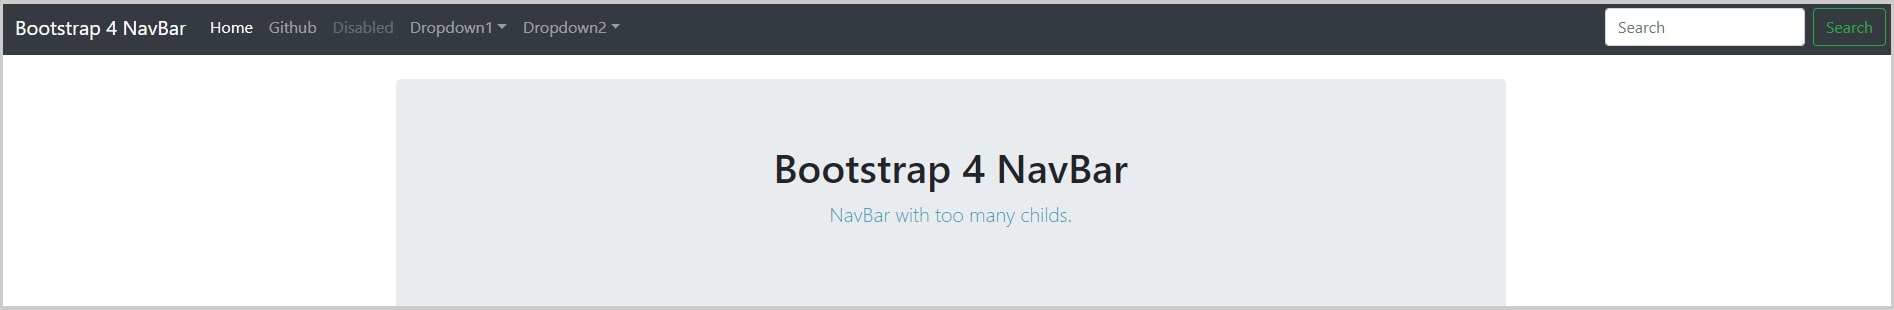 Bootstrap 4 NavBar Home Github Disabled Dropdown1 Dropdown2 Search Search
Bootstrap 4 NavBar
NavBar with too many childs.